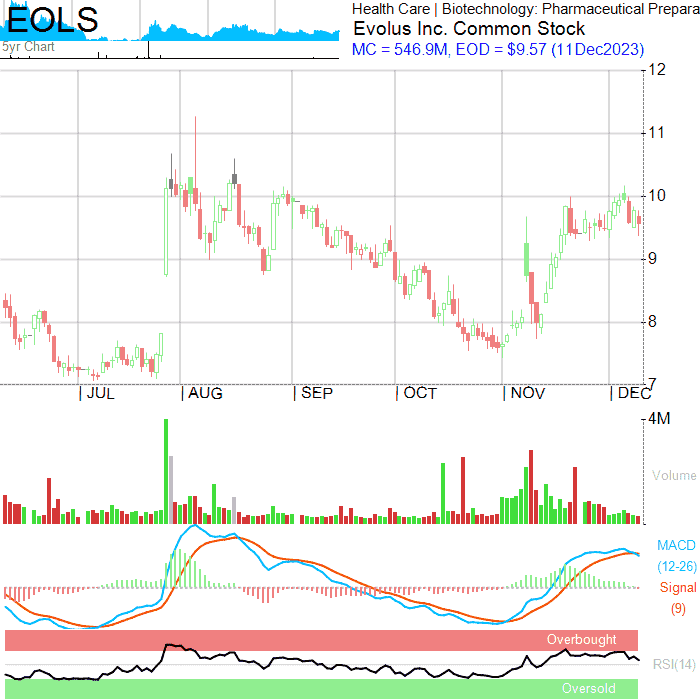 EOLS
5yr Chart
Health Care | Biotechnology: Pharmaceutical Prepara
Evolus Inc. Common Stock
MC = 546.9M, EOD = $9.57 (11Dec2023)
12
11
10
9
8
7
| JUL | AUG | SEP | OCT | NOV | DEC
4M
Volume
MACD
(12-26)
Signal
(9)
Overbought
RSI(14)
Oversold